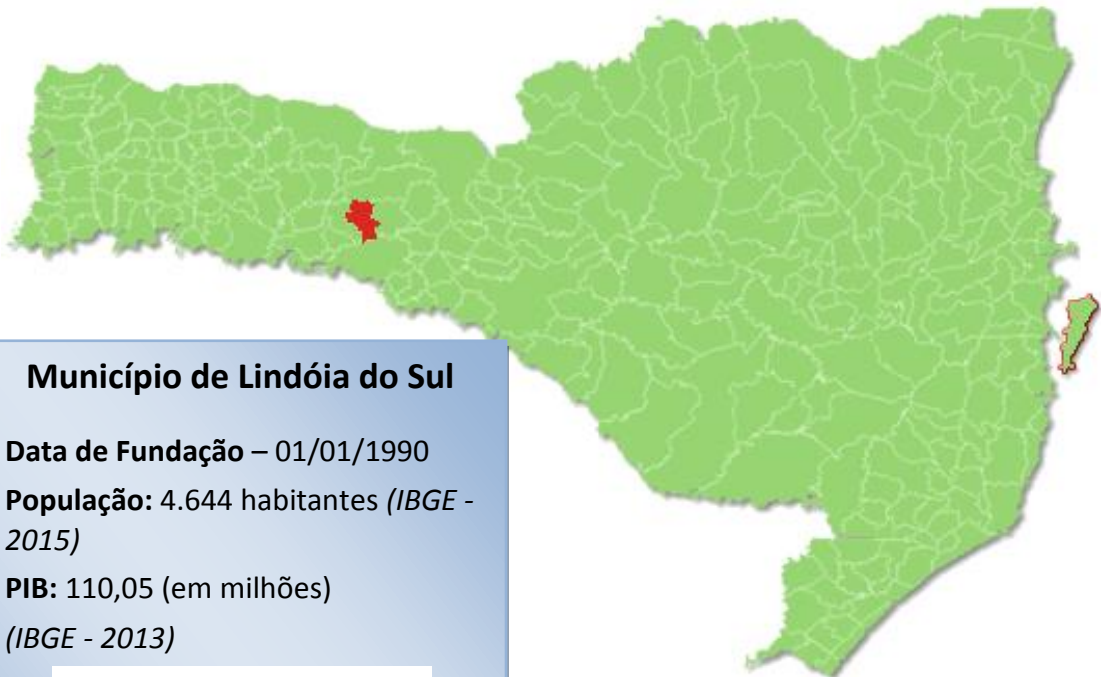 Município de Lindóia do Sul
Data de Fundação – 01/01/1990
População: 4.644 habitantes (IBGE -
2015)
PIB: 110,05 (em milhões)
(IBGE - 2013)